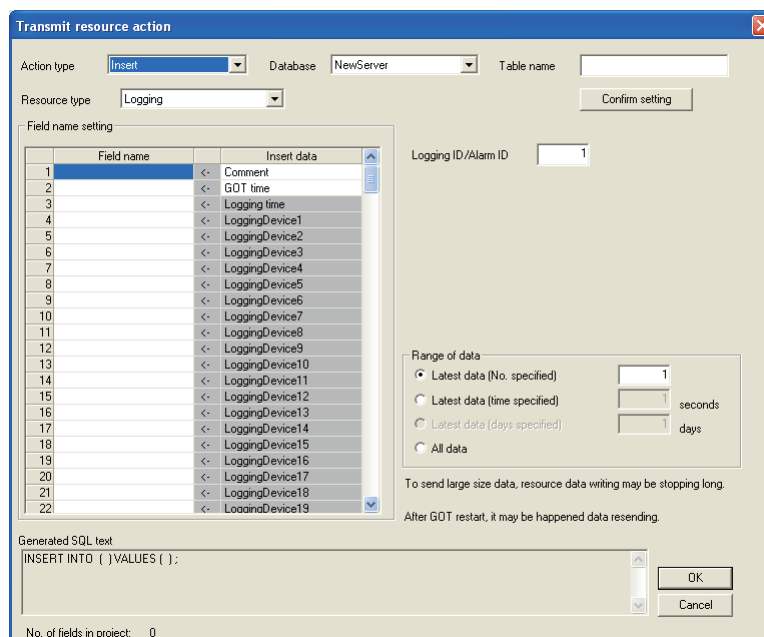 Transmit resource action
Action type Insert Database NewServer Table name
Resource type Logging Confirm setting
Field name setting
Field name Insert data
Logging ID/Alarm ID 1
1 <- Comment
2 <- GOT time
3 <- Logging time
4 <- LoggingDevice1
5 <- LoggingDevice2
6 <- LoggingDevice3
7 <- LoggingDevice4
8 <- LoggingDevice5
9 <- LoggingDevice6
10 <- LoggingDevice7
11 <- LoggingDevice8
12 <- LoggingDevice9
13 <- LoggingDevice10
14 <- LoggingDevice11
15 <- LoggingDevice12
16 <- LoggingDevice13
17 <- LoggingDevice14
18 <- LoggingDevice15
19 <- LoggingDevice16
20 <- LoggingDevice17
21 <- LoggingDevice18
22 <- LoggingDevice19
Range of data
Latest data (No. specified) 1
Latest data (time specified) 1 seconds
Latest data (days specified) 1 days
All data
To send large size data, resource data writing may be stopping long.
After GOT restart, it may be happened data resending.
Generated SQL text
INSERT INTO ( ) VALUES ( ) ;
OK
Cancel
No. of fields in project: 0